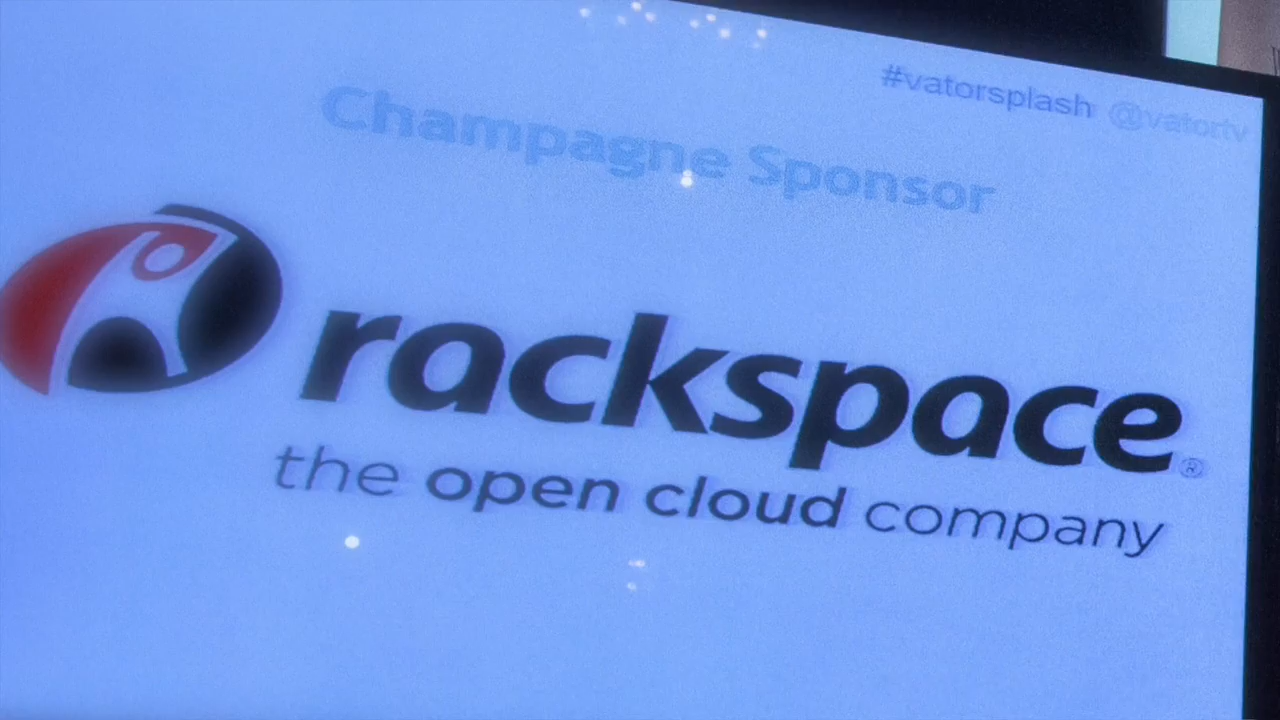 #vatorsplash @vatortv
Champagne Sponsor
rackspace®
the open cloud company